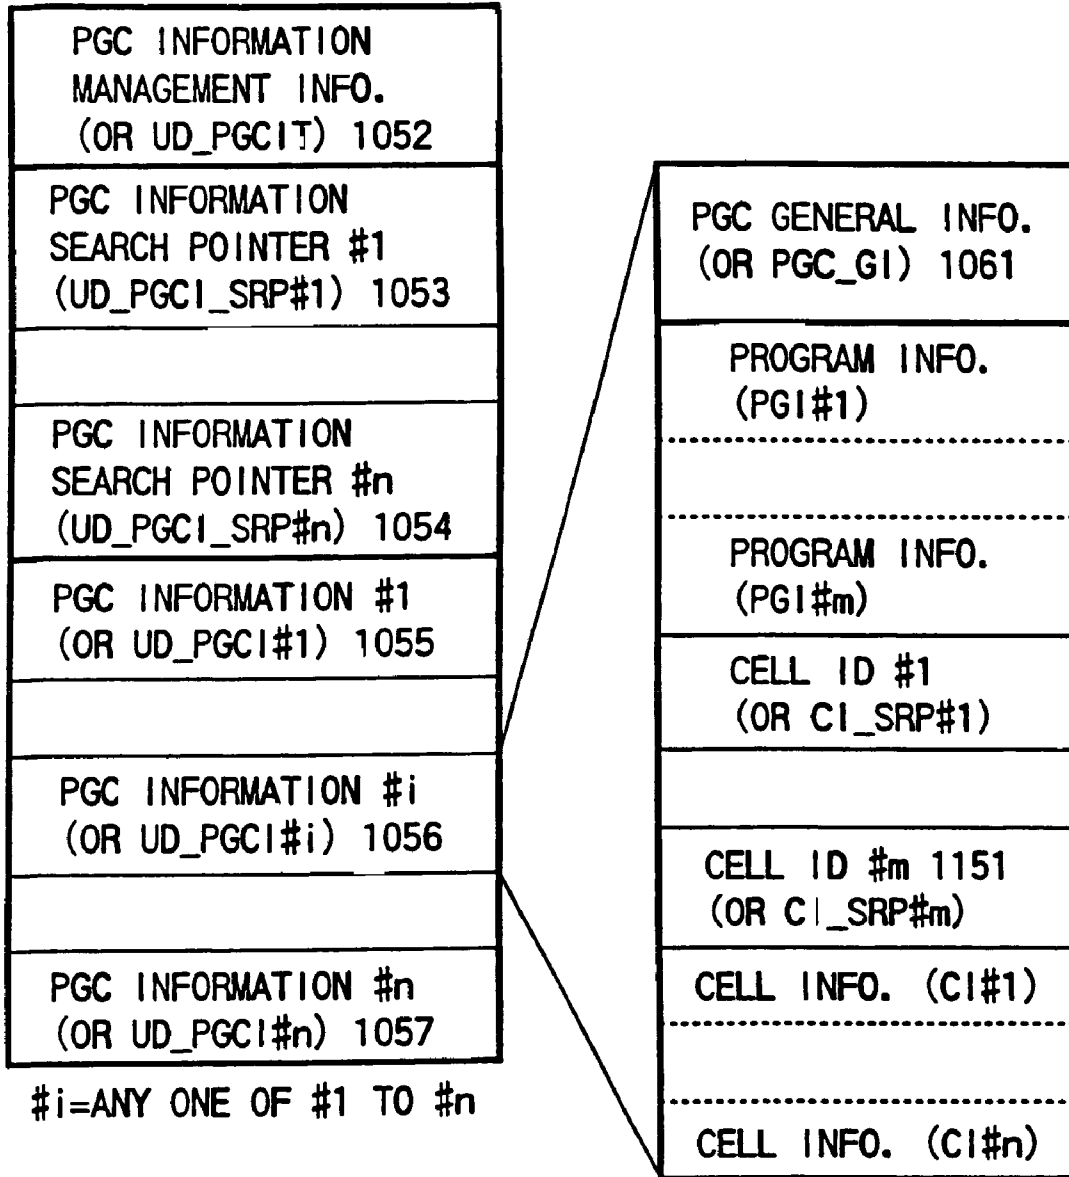 PGC INFORMATION
MANAGEMENT INFO.
(OR UD_PGCIT) 1052
PGC INFORMATION
SEARCH POINTER #1
(UD_PGCI_SRP#1) 1053
PGC INFORMATION
SEARCH POINTER #n
(UD_PGCI_SRP#n) 1054
PGC INFORMATION #1
(OR UD_PGCI#1) 1055
PGC INFORMATION #i
(OR UD_PGCI#i) 1056
PGC INFORMATION #n
(OR UD_PGCI#n) 1057
#i=ANY ONE OF #1 TO #n
PGC GENERAL INFO.
(OR PGC_GI) 1061
PROGRAM INFO.
(PGI#1)
PROGRAM INFO.
(PGI#m)
CELL ID #1
(OR CI_SRP#1)
CELL ID #m 1151
(OR CI_SRP#m)
CELL INFO. (CI#1)
CELL INFO. (CI#n)